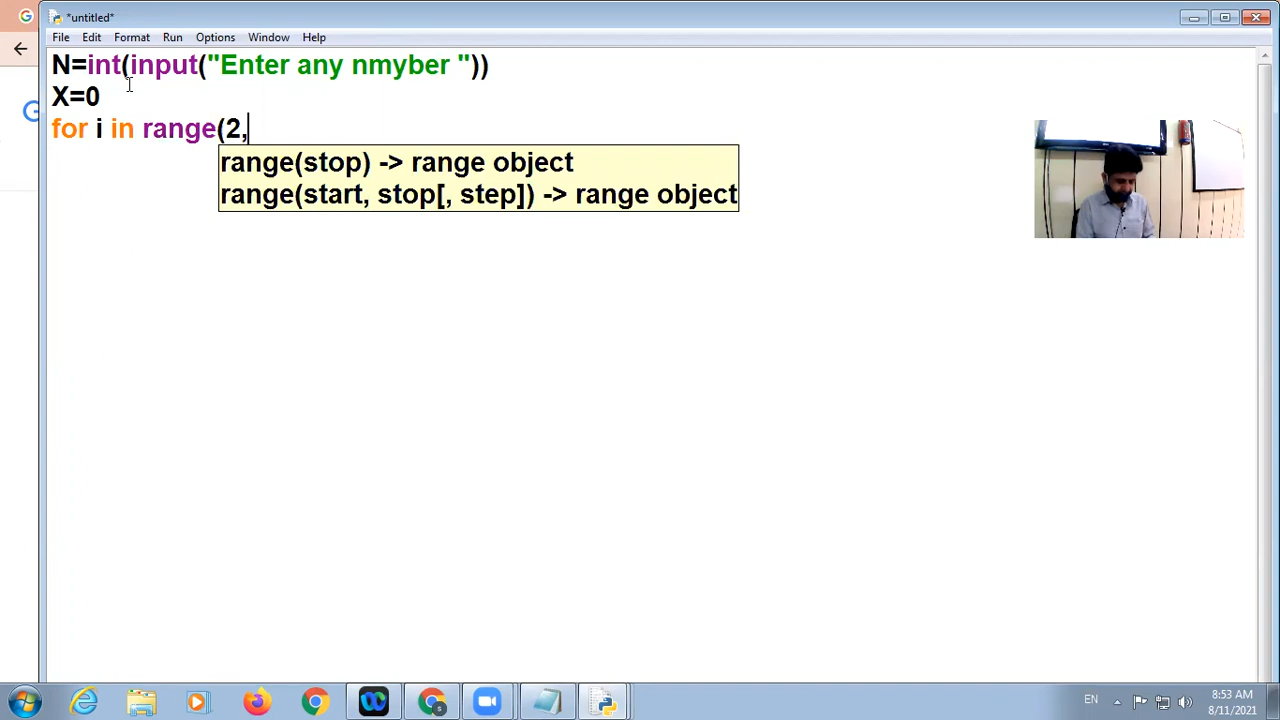 *untitled*
File Edit Format Run Options Window Help
N=int(input("Enter any nmyber "))
X=0
for i in range(2,
range(stop) -> range object
range(start, stop[, step]) -> range object
EN
8:53 AM
8/11/2021